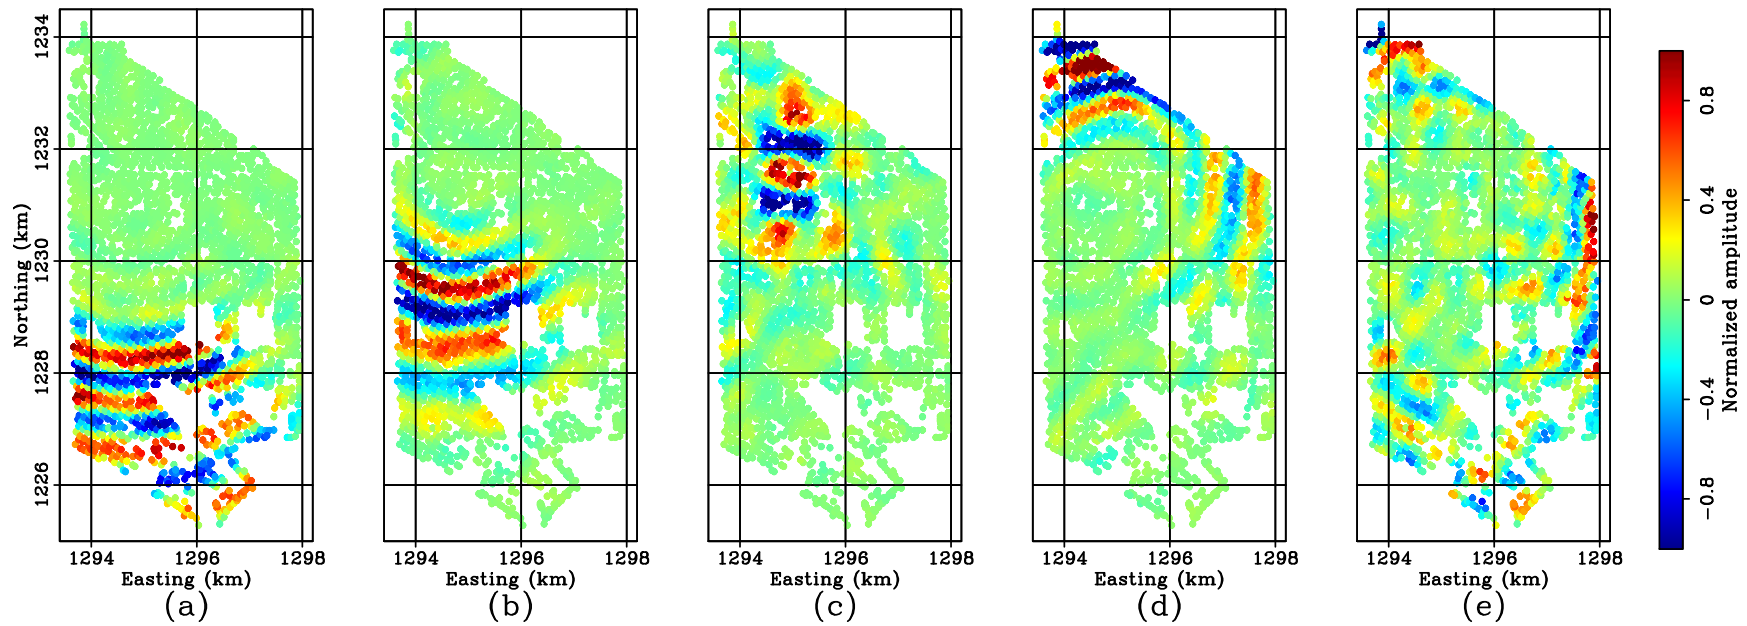 1234
1232
1230
1228
1226
Northing (km)
1294 1296 1298
Easting (km)
(a)
1294 1296 1298
Easting (km)
(b)
1294 1296 1298
Easting (km)
(c)
1294 1296 1298
Easting (km)
(d)
1294 1296 1298
Easting (km)
(e)
0.8
0.4
0
−0.4
−0.8
Normalized amplitude